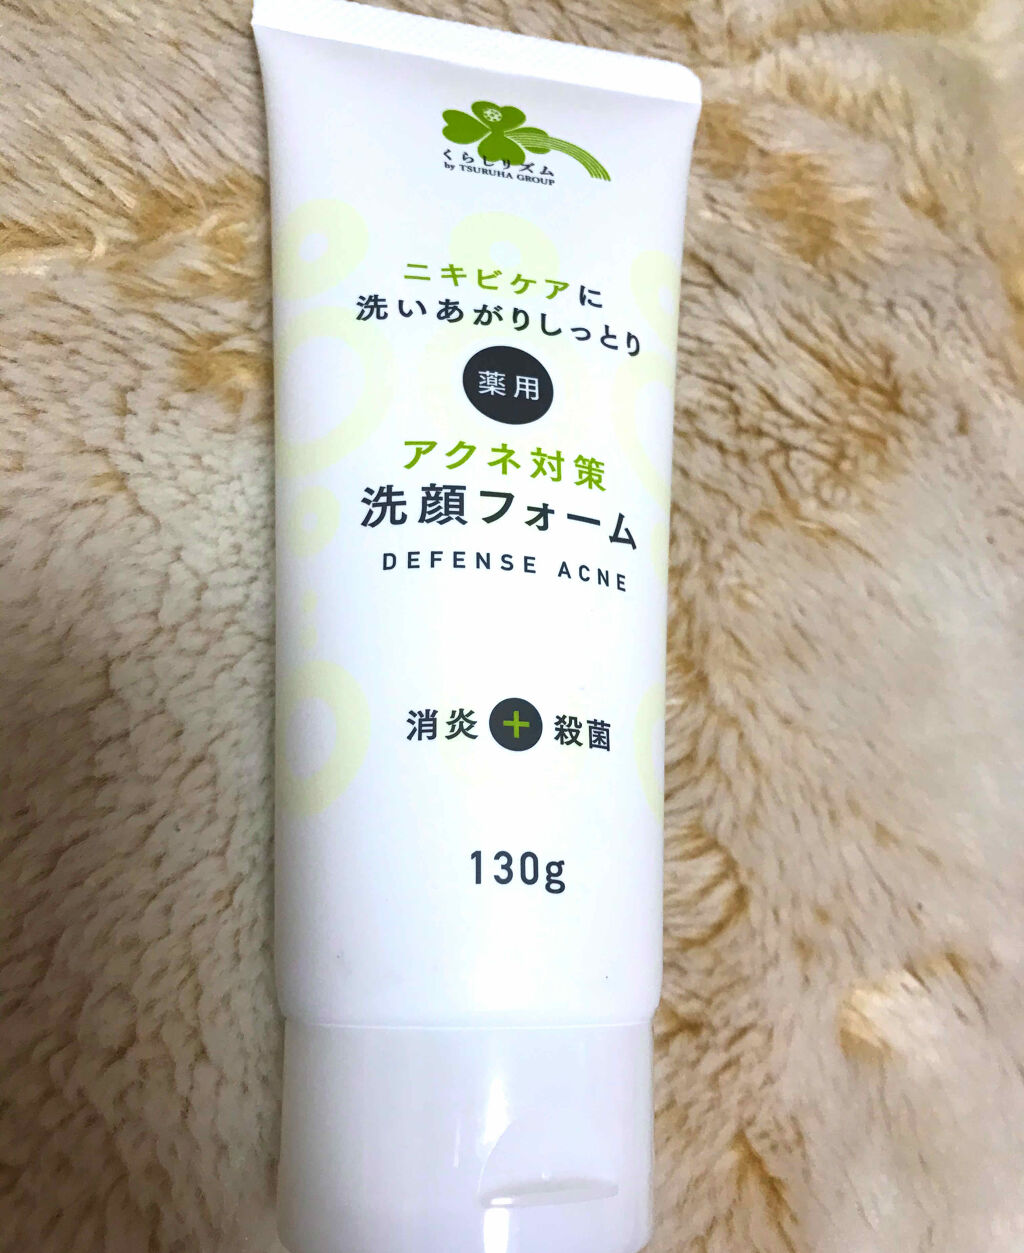 くらしリズム
by TSURUHA GROUP
ニキビケアに
洗いあがりしっとり
薬用
アクネ対策
洗顔フォーム
DEFENSE ACNE
消炎 + 殺菌
130g